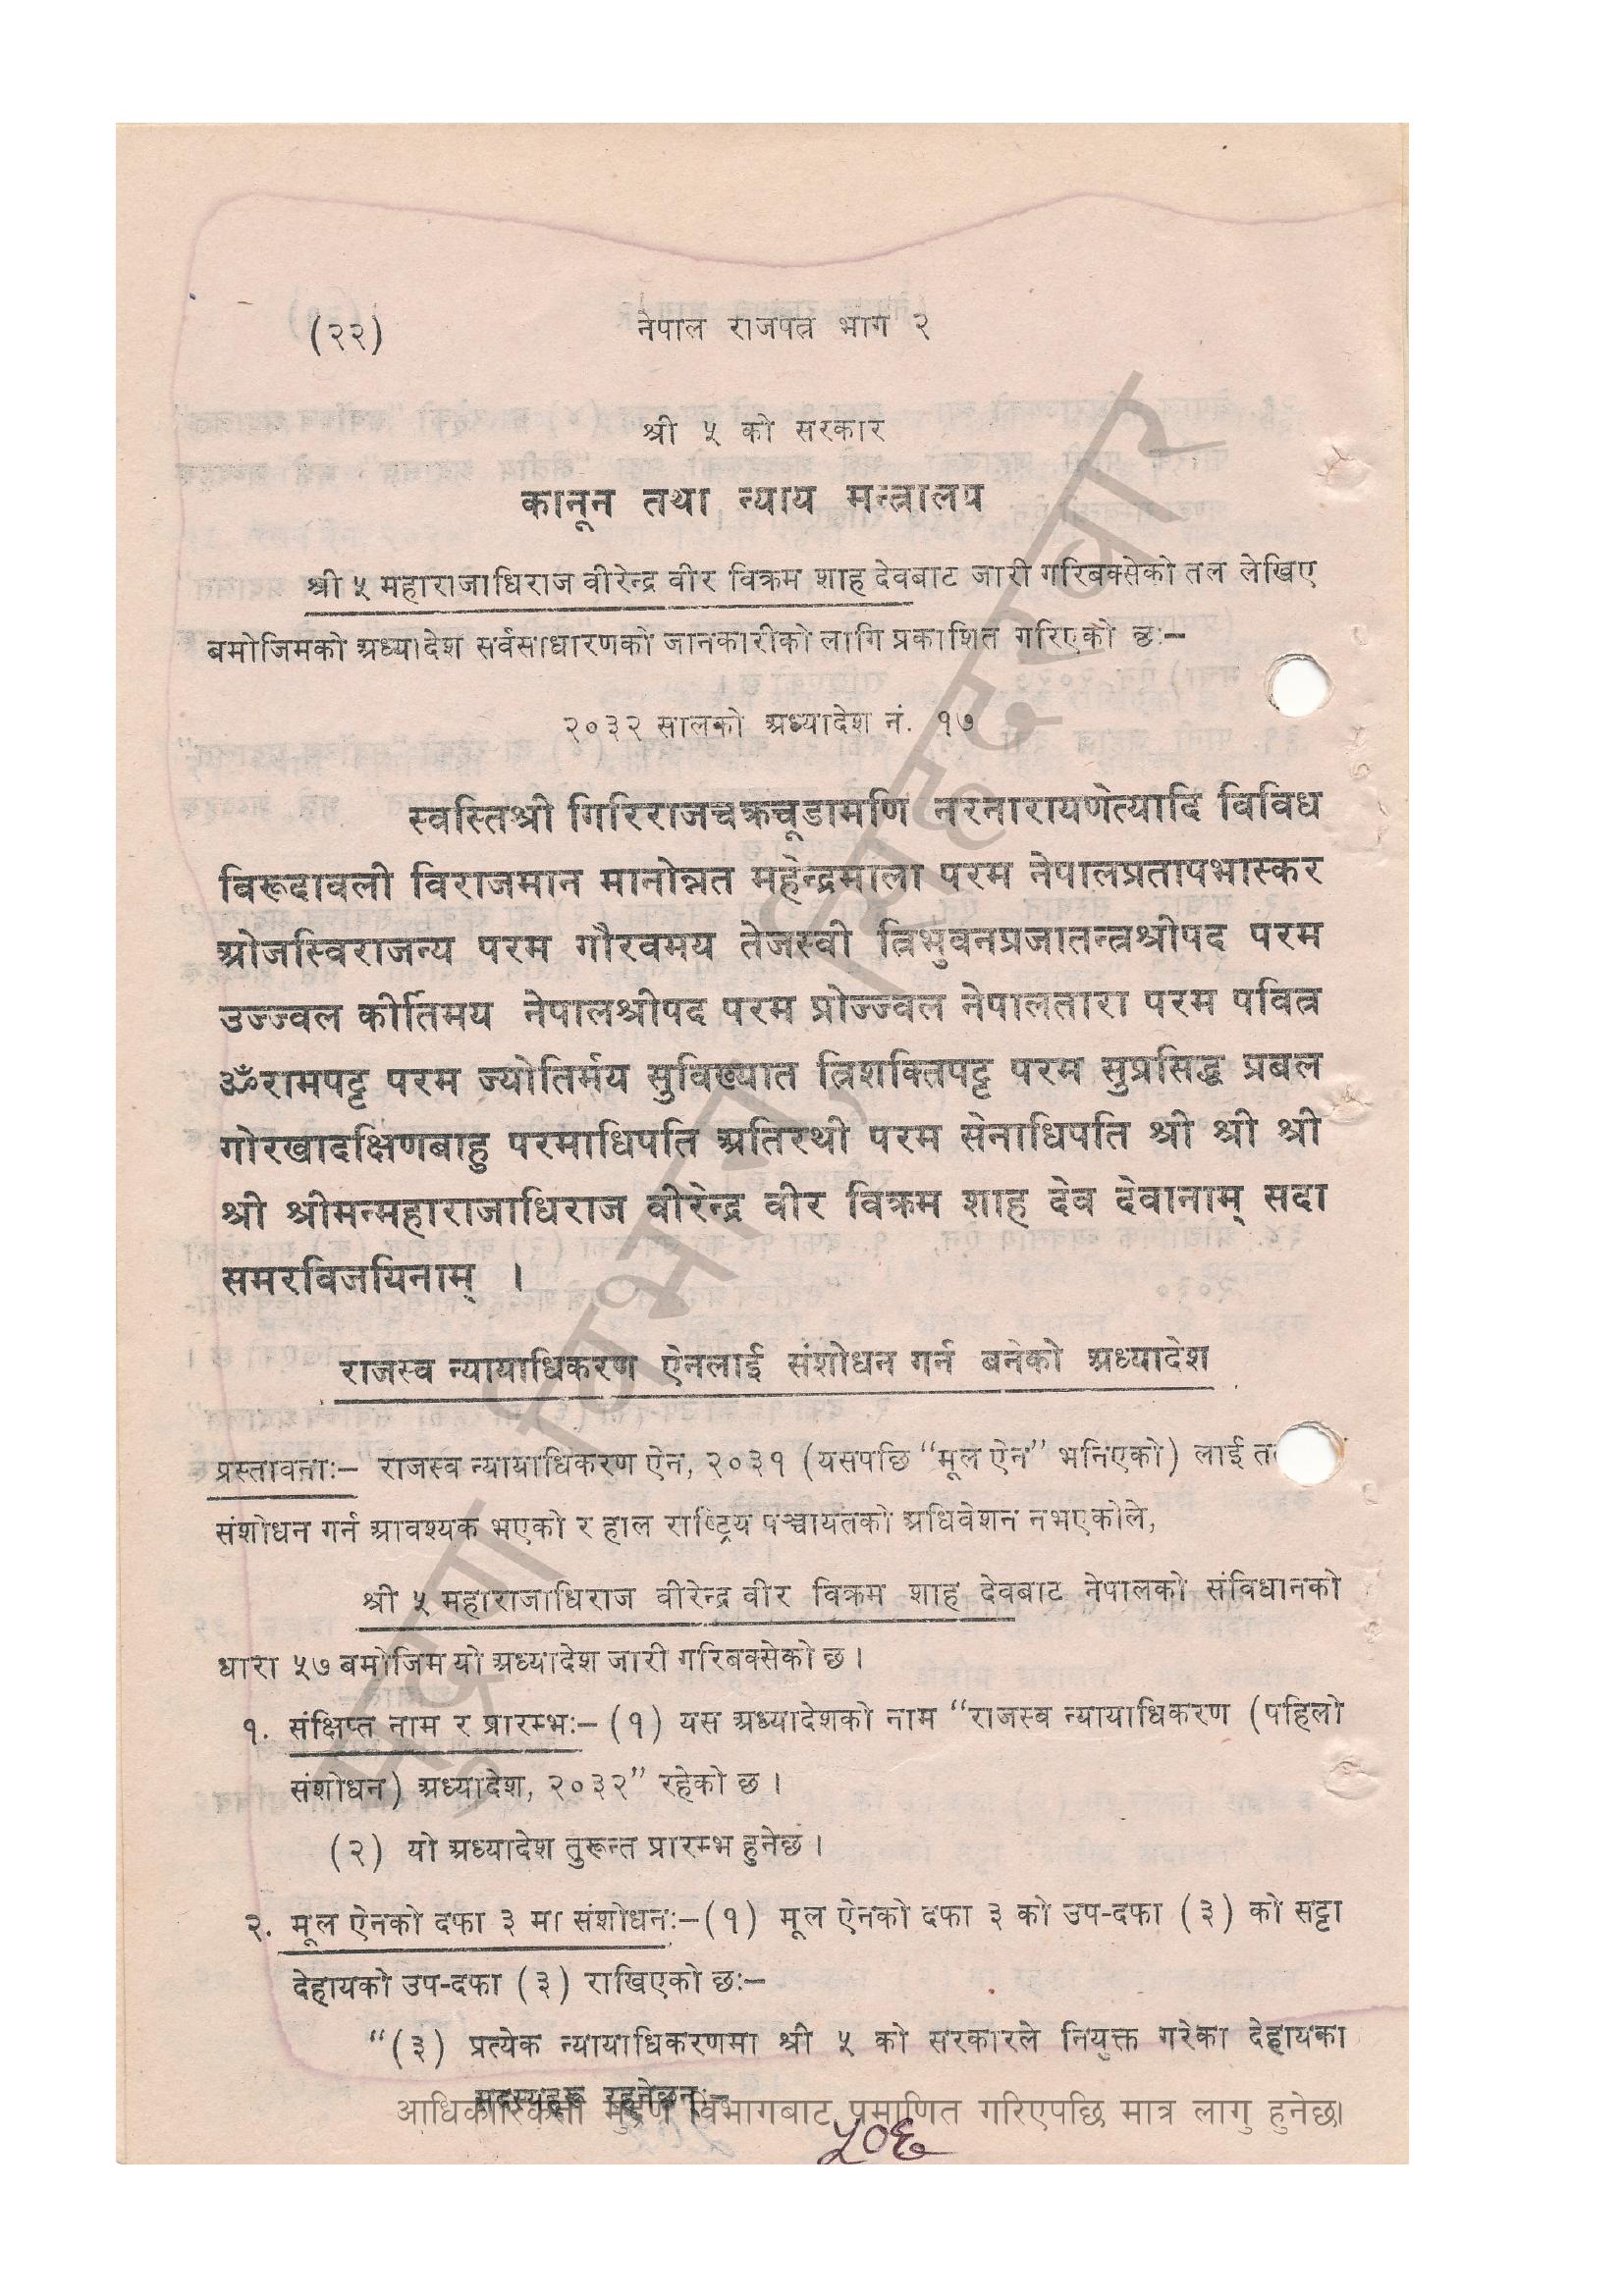 (२२)
नेपाल राजपत्र भाग २
श्री ५ को सरकार
कानून तथा न्याय मन्त्रालय
श्री ५ महाराजाधिराज वीरेन्द्र वीर विक्रम शाह देवबाट जारी गरिबक्सेको तल लेखिए
बमोजिमको अध्यादेश सर्वसाधारणको जानकारीको लागि प्रकाशित गरिएको छः–
२०३२ सालको अध्यादेश नं. १७
स्वस्तिश्री गिरिराजचक्रचूडामणि नरनारायणेत्यादि विविध
विरूदावली विराजमान मानोन्नत महेन्द्रमाला परम नेपालप्रतापभास्कर
ओजस्विराजन्य परम गौरवमय तेजस्वी त्रिभुवनप्रजातन्त्रश्रीपद परम
उज्ज्वल कीर्तिमय नेपालश्रीपद परम प्रोज्ज्वल नेपालतारा परम पवित्र
ॐरामपट्ट परम ज्योतिर्मय सुविख्यात त्रिशक्तिपट्ट परम सुप्रसिद्ध प्रबल
गोरखादक्षिणबाहु परमाधिपति अतिरथी परम सेनाधिपति श्री श्री श्री
श्री श्रीमन्महाराजाधिराज वीरेन्द्र वीर विक्रम शाह देव देवानाम् सदा
समरविजयिनाम् ।
राजस्व न्यायाधिकरण ऐनलाई संशोधन गर्न बनेको अध्यादेश
प्रस्तावनाः– राजस्व न्यायाधिकरण ऐन, २०३१ (यसपछि “मूल ऐन” भनिएको) लाई
संशोधन गर्न आवश्यक भएको र हाल राष्ट्रिय पञ्चायतको अधिवेशन नभएकोले,
श्री ५ महाराजाधिराज वीरेन्द्र वीर विक्रम शाह देवबाट नेपालको संविधानको
धारा ५७ बमोजिम यो अध्यादेश जारी गरिबक्सेको छ ।
१. संक्षिप्त नाम र प्रारम्भः– (१) यस अध्यादेशको नाम “राजस्व न्यायाधिकरण (पहिलो
संशोधन) अध्यादेश, २०३२” रहेको छ ।
(२) यो अध्यादेश तुरून्त प्रारम्भ हुनेछ ।
२. मूल ऐनको दफा ३ मा संशोधनः–(१) मूल ऐनको दफा ३ को उप-दफा (३) को सट्टा
देहायको उप-दफा (३) राखिएको छः–
“(३) प्रत्येक न्यायाधिकरणमा श्री ५ को सरकारले नियुक्त गरेका देहायका
सदस्यहरू रहनेछनः–
आधिकारिकता मुद्रण विभागबाट प्रमाणित गरिएपछि मात्र लागु हुनेछ।
५०६